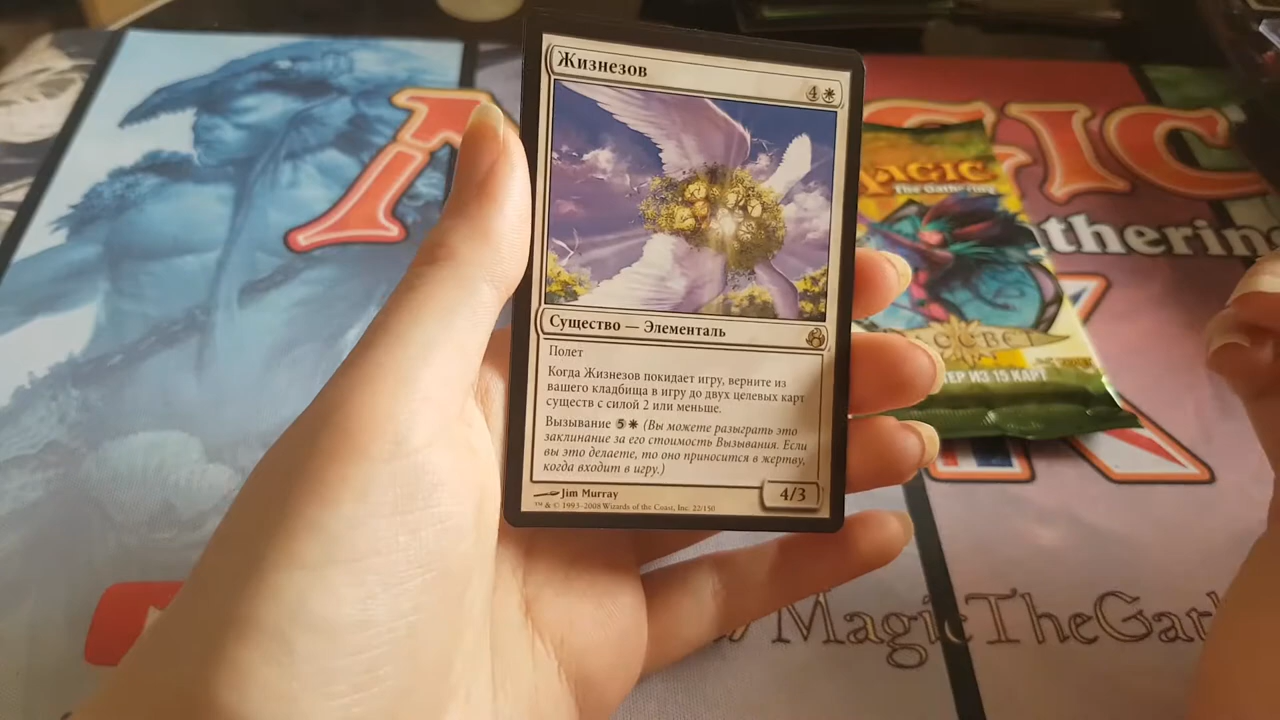 Жизнезов
4
Существо — Элементаль
Полет
Когда Жизнезов покидает игру, верните из
вашего кладбища в игру до двух целевых карт
существ с силой 2 или меньше.
Вызывание 5 (Вы можете разыграть это
заклинание за его стоимость Вызывания. Если
вы это делаете, то оно приносится в жертву,
когда входит в игру.)
Jim Murray
4/3
™ & © 1993-2008 Wizards of the Coast, Inc. 22/150
MAGIC
The Gathering
ИЗ 15 КАРТ
GIC
athering
MagicTheGat